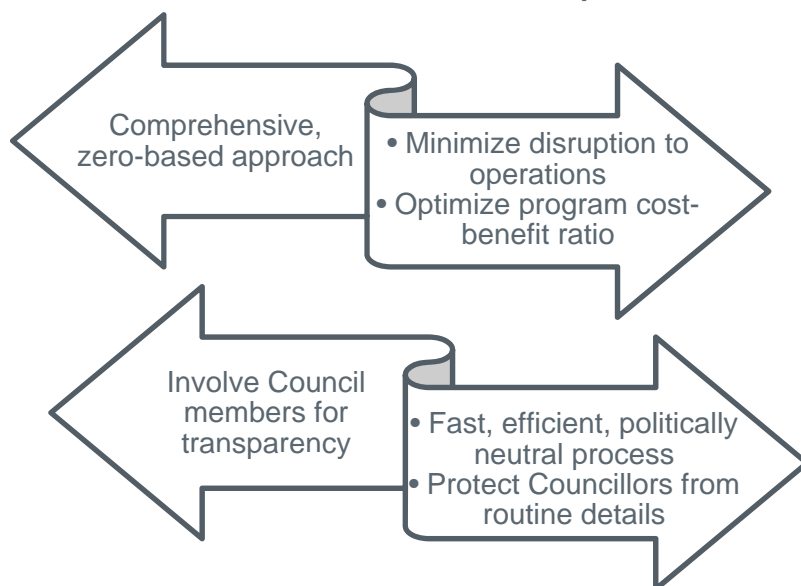 Comprehensive,
zero-based approach
• Minimize disruption to
operations
• Optimize program cost-
benefit ratio
Involve Council
members for
transparency
• Fast, efficient, politically
neutral process
• Protect Councillors from
routine details